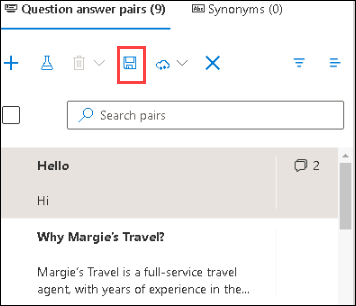 Question answer pairs (9)
Synonyms (0)
Search pairs
Hello
2
Hi
Why Margie's Travel?
Margie's Travel is a full-service travel
agent, with years of experience in the...